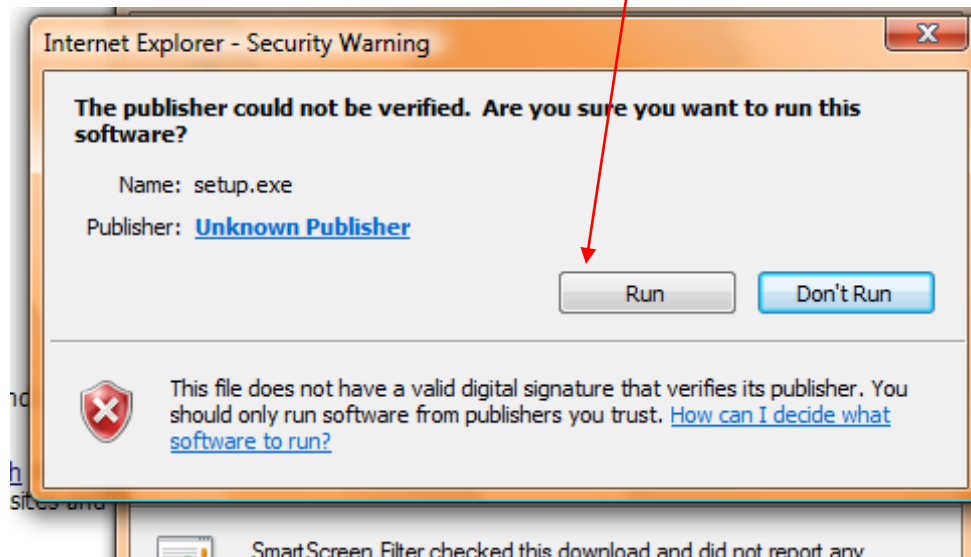 Internet Explorer - Security Warning
The publisher could not be verified. Are you sure you want to run this
software?
Name: setup.exe
Publisher: Unknown Publisher
Run
Don't Run
This file does not have a valid digital signature that verifies its publisher. You
should only run software from publishers you trust. How can I decide what
software to run?
h
sites and
SmartScreen Filter checked this download and did not report any